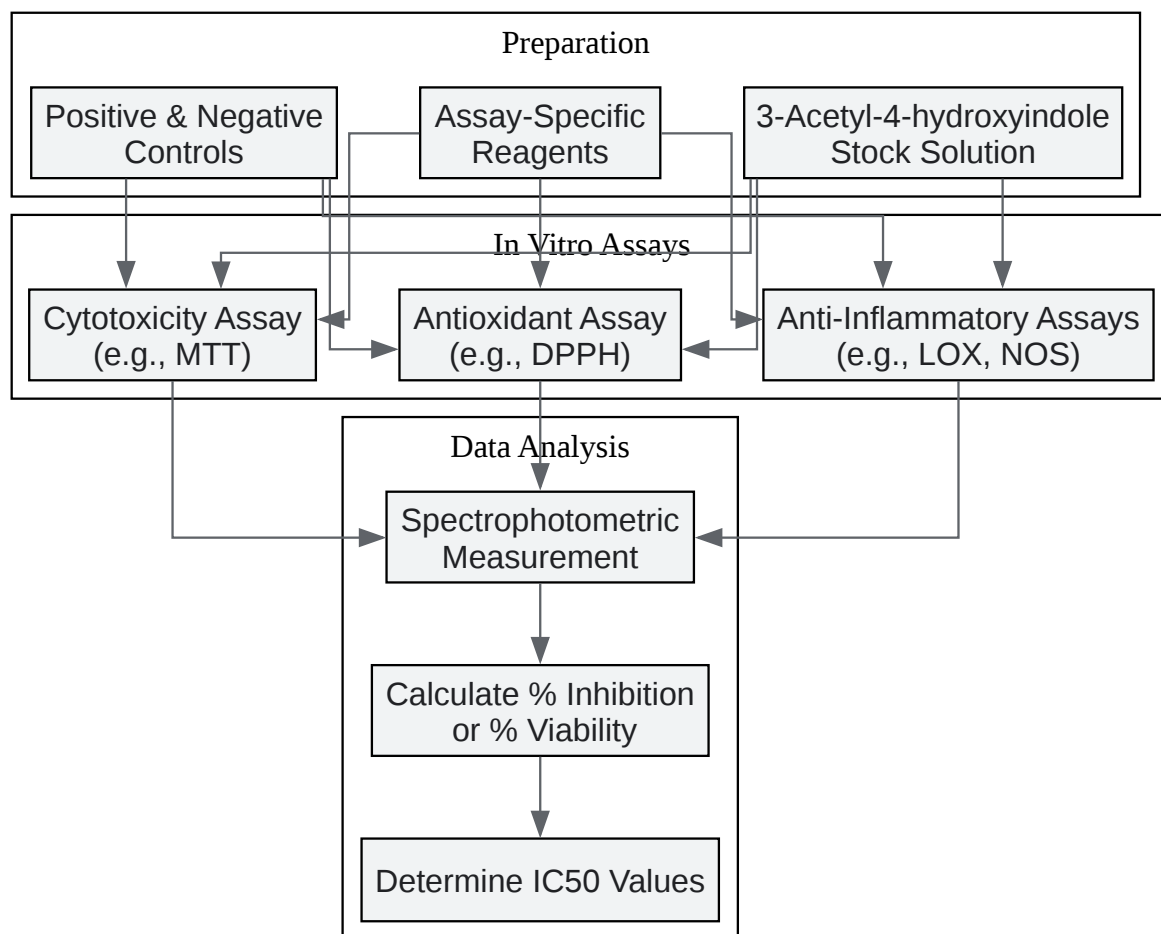 Preparation
Positive & Negative
Controls
Assay-Specific
Reagents
3-Acetyl-4-hydroxyindole
Stock Solution
In Vitro Assays
Cytotoxicity Assay
(e.g., MTT)
Antioxidant Assay
(e.g., DPPH)
Anti-Inflammatory Assays
(e.g., LOX, NOS)
Data Analysis
Spectrophotometric
Measurement
Calculate % Inhibition
or % Viability
Determine IC50 Values